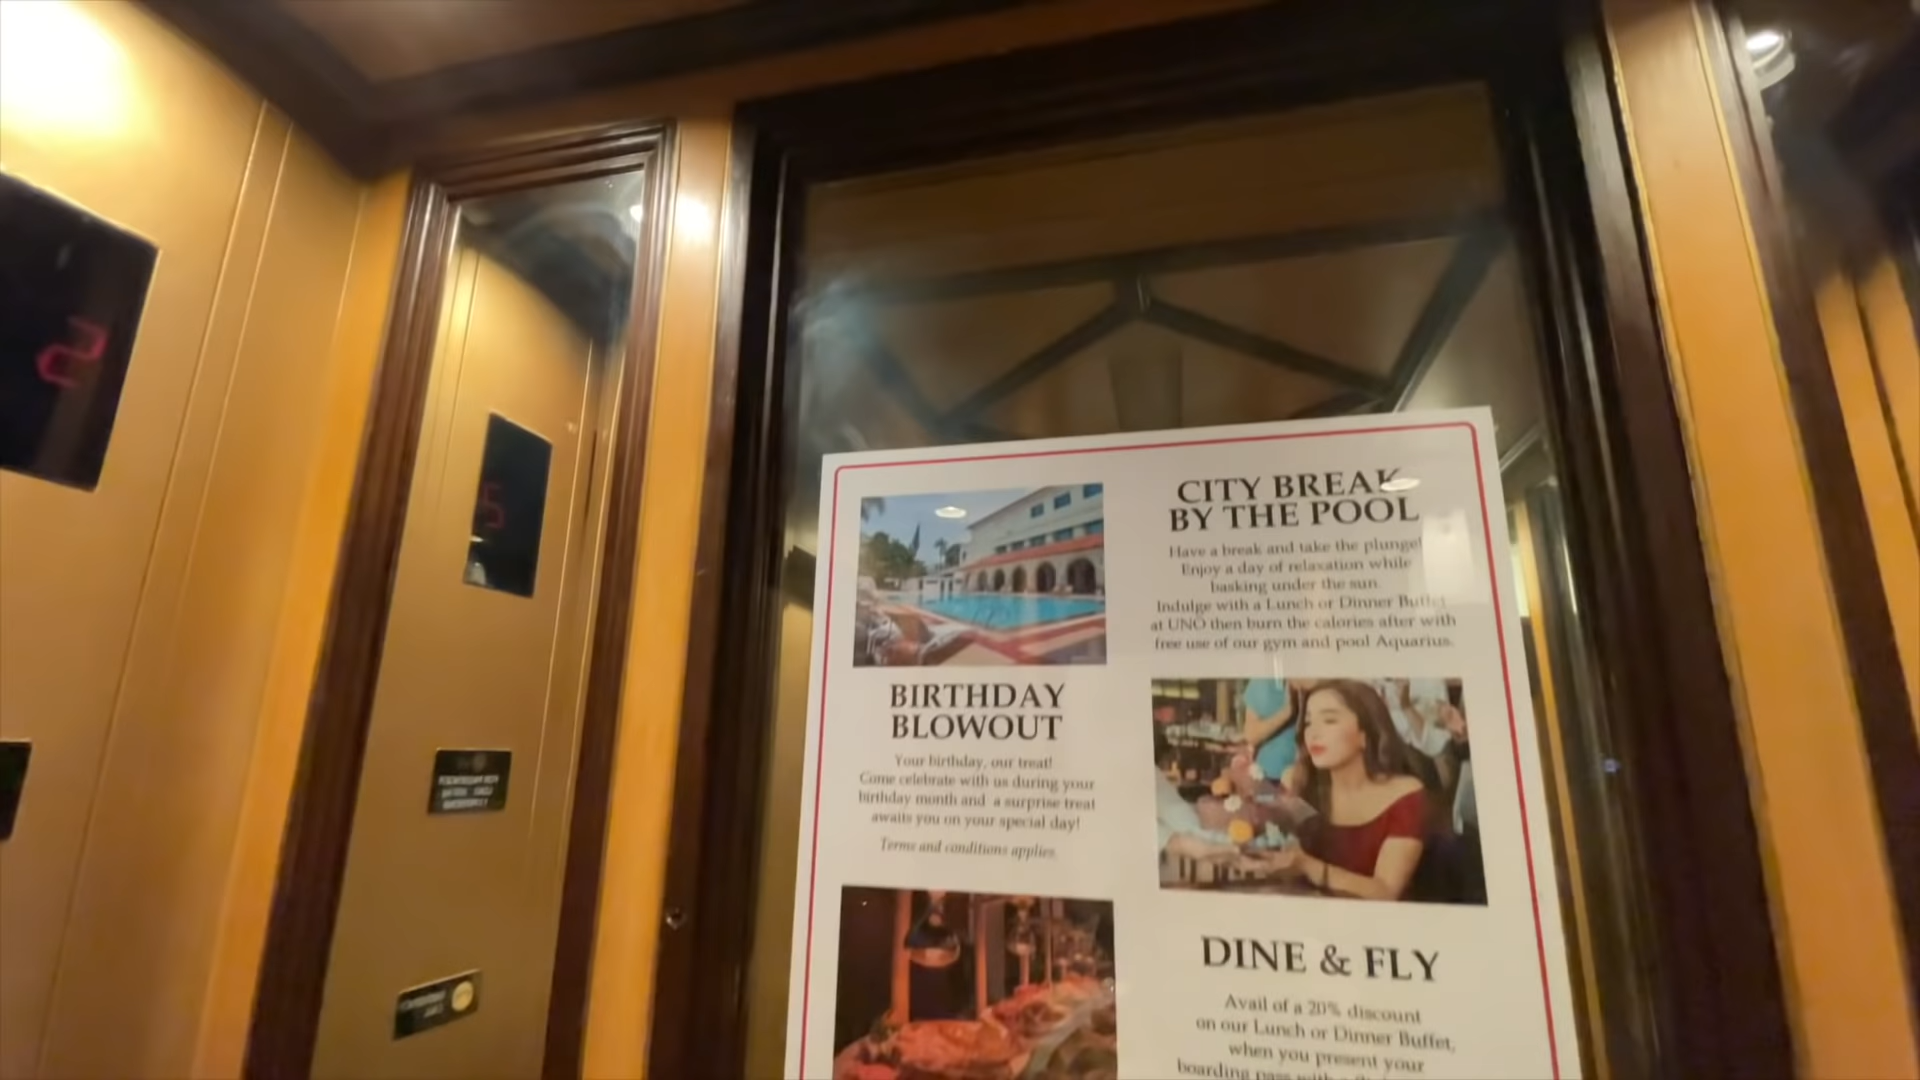 2
CITY BREAK
BY THE POOL
Have a break and take the plunge!
Enjoy a day of relaxation while
basking under the sun.
Indulge with a Lunch or Dinner Buffet
at UNO then burn the calories after with
free use of our gym and pool Aquarius.
BIRTHDAY
BLOWOUT
Your birthday, our treat!
Come celebrate with us during your
birthday month and a surprise treat
awaits you on your special day!
Terms and conditions applies.
DINE & FLY
Avail of a 20% discount
on our Lunch or Dinner Buffet,
when you present your
boarding pass with